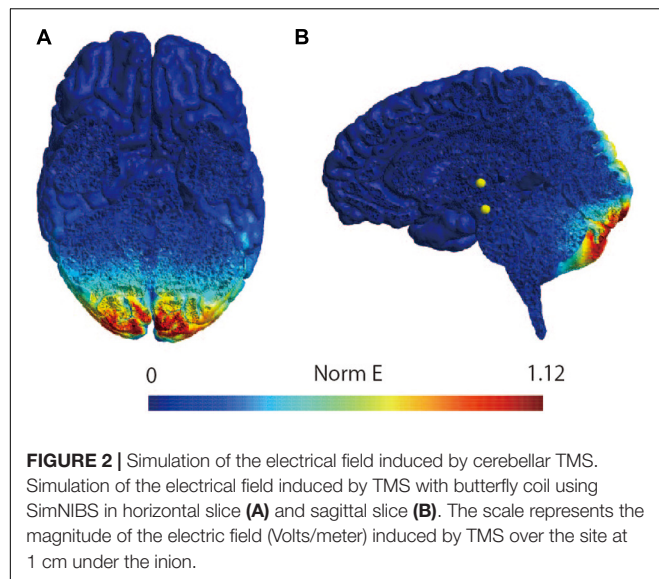 A
B
0 Norm E 1.12
FIGURE 2 | Simulation of the electrical field induced by cerebellar TMS.
Simulation of the electrical field induced by TMS with butterfly coil using
SimNIBS in horizontal slice (A) and sagittal slice (B). The scale represents the
magnitude of the electric field (Volts/meter) induced by TMS over the site at
1 cm under the inion.